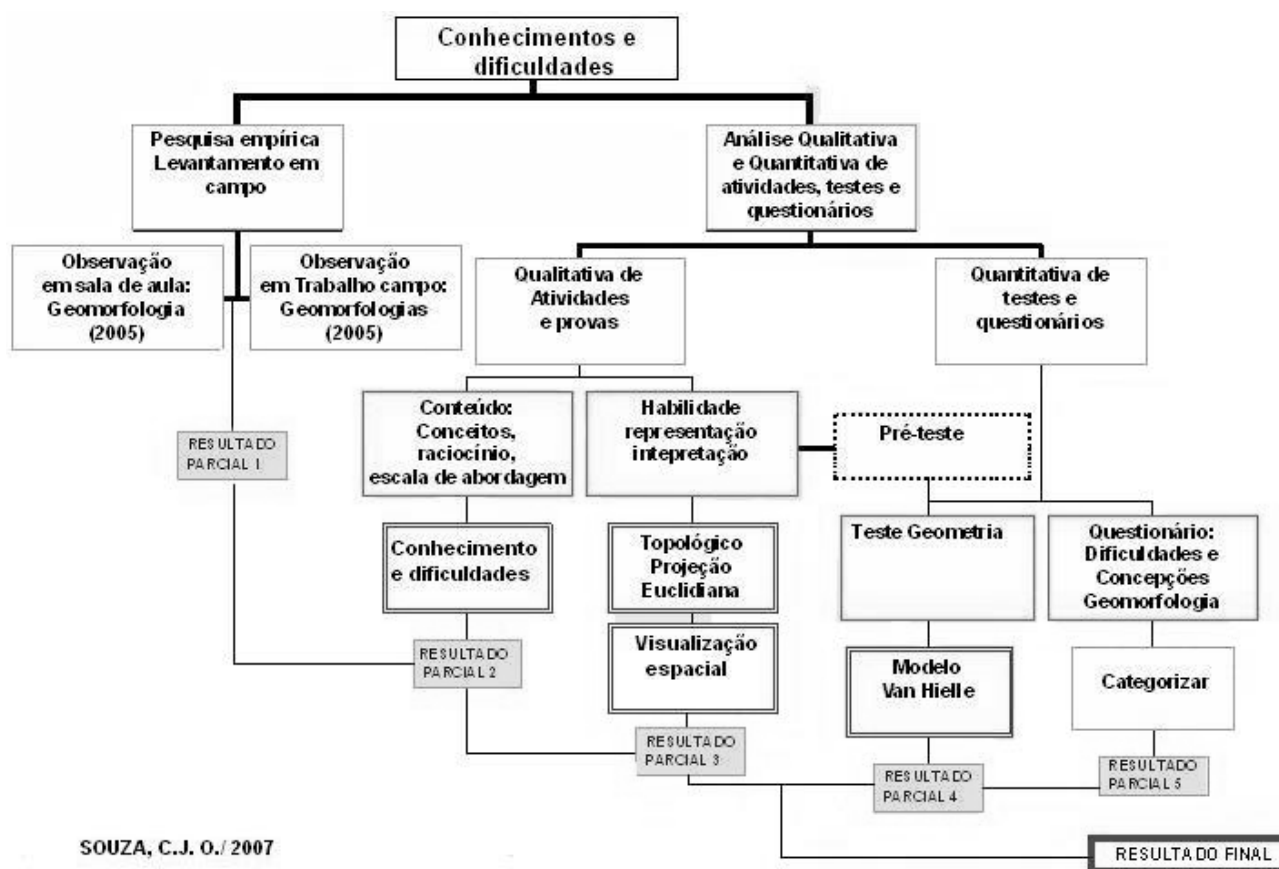 Conhecimentos e
dificuldades
Pesquisa empírica
Levantamento em
campo
Análise Qualitativa
e Quantitativa de
atividades, testes e
questionários
Observação
em sala de aula:
Geomorfologia
(2005)
Observação
em Trabalho campo:
Geomorfologias
(2005)
Qualitativa de
Atividades
e provas
Quantitativa de
testes e
questionários
Conteúdo:
Conceitos,
raciocínio,
escala de abordagem
Habilidade
representação
intepretação
Pré-teste
RESULTADO
PARCIAL 1
Conhecimento
e dificuldades
Topológico
Projeção
Euclidiana
Teste Geometria
Questionário:
Dificuldades e
Concepções
Geomorfologia
RESULTADO
PARCIAL 2
Visualização
espacial
Modelo
Van Hielle
Categorizar
RESULTADO
PARCIAL 3
RESULTADO
PARCIAL 4
RESULTADO
PARCIAL 5
SOUZA, C.J. O./ 2007
RESULTADO FINAL